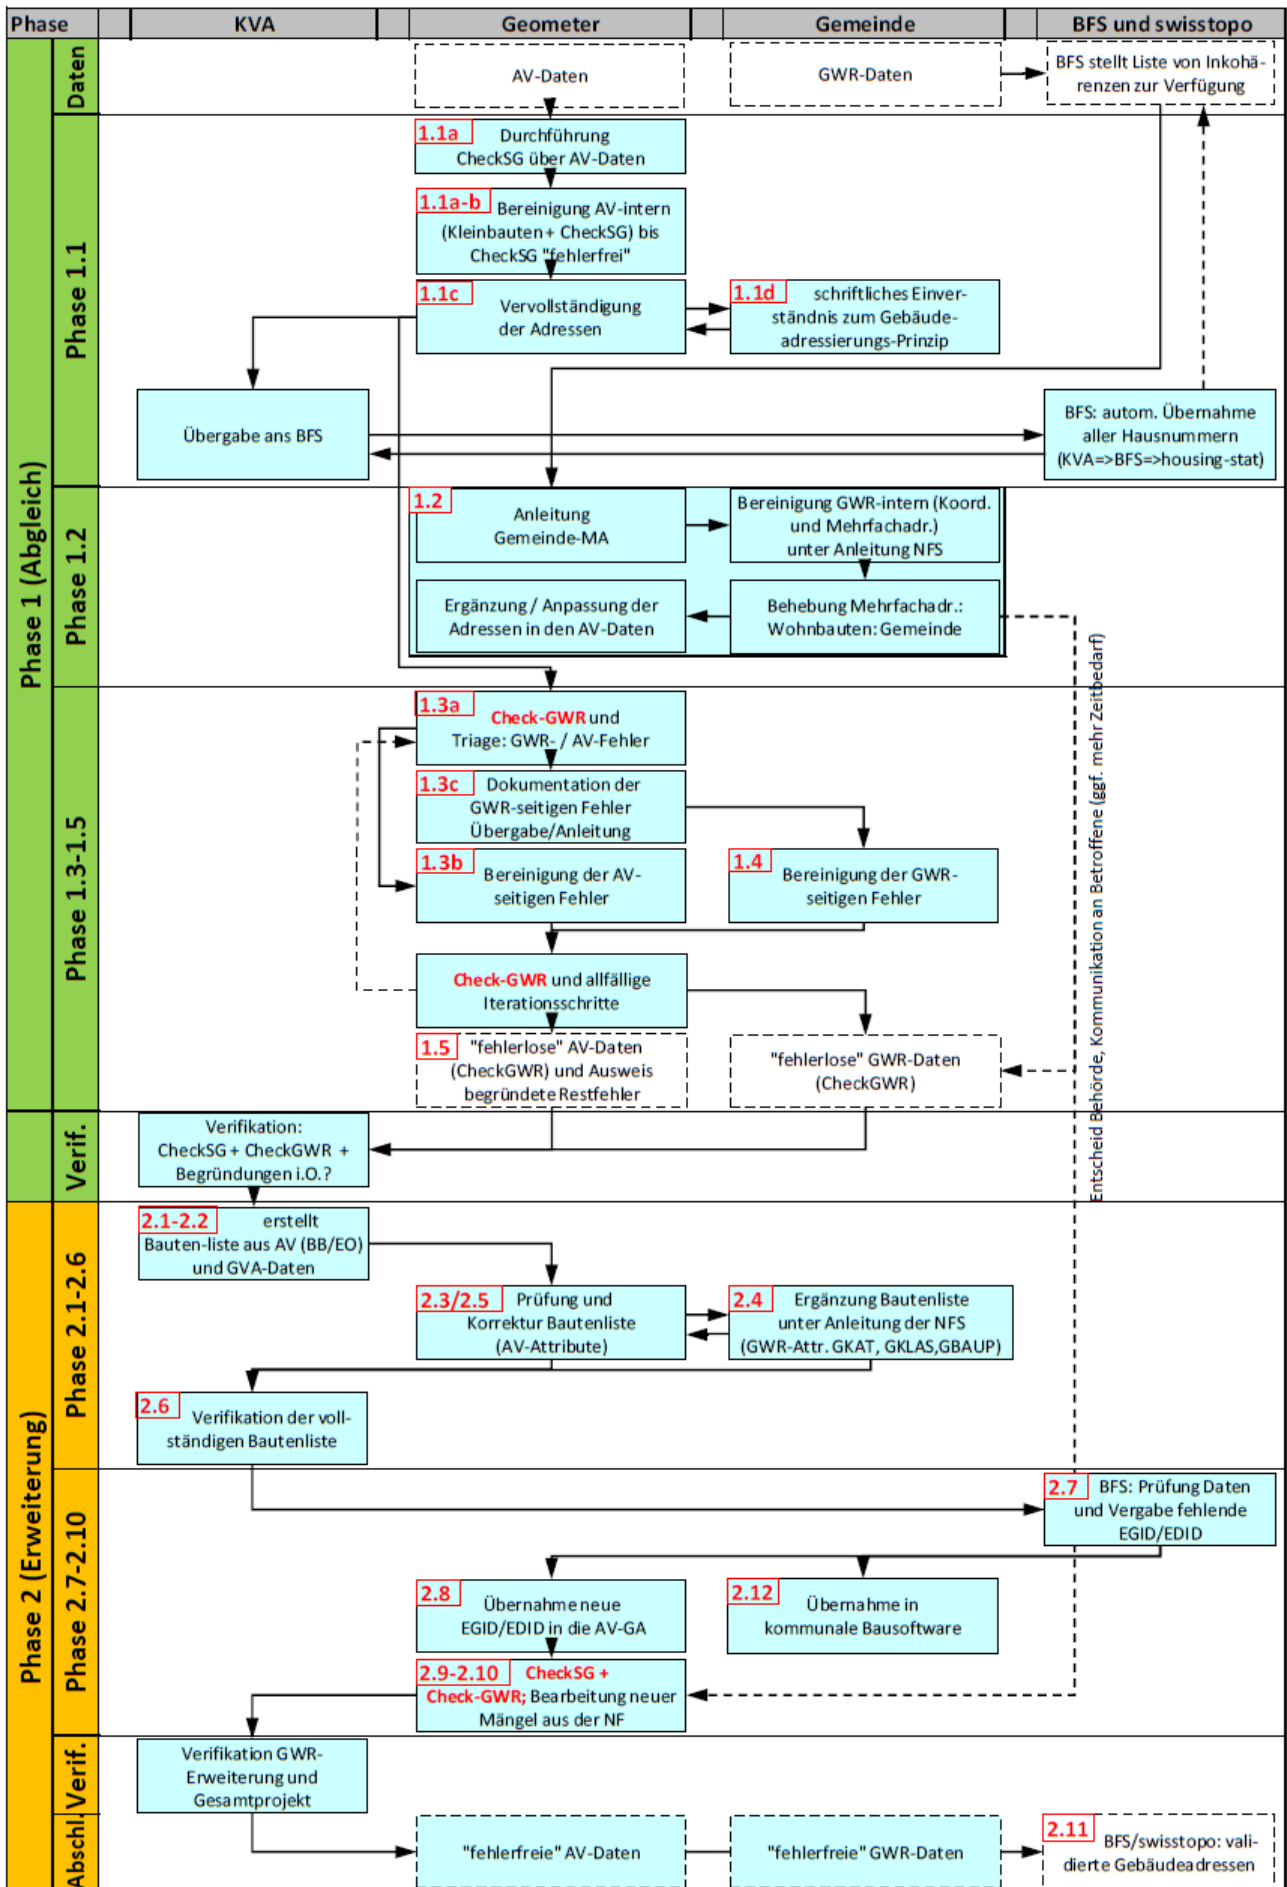 Phase
KVA
Geometer
Gemeinde
BFS und swisstopo
Phase 1 (Abgleich)
Daten
AV-Daten
GWR-Daten
BFS stellt Liste von Inkohä-
renzen zur Verfügung
Phase 1.1
1.1a Durchführung
CheckSG über AV-Daten
1.1a-b Bereinigung AV-intern
(Kleinbauten + CheckSG) bis
CheckSG "fehlerfrei"
1.1c Vervollständigung
der Adressen
1.1d schriftliches Einver-
ständnis zum Gebäude-
adressierungs-Prinzip
Übergabe ans BFS
BFS: autom. Übernahme
aller Hausnummern
(KVA=>BFS=>housing-stat)
Phase 1.2
1.2
Anleitung
Gemeinde-MA
Bereinigung GWR-intern (Koord.
und Mehrfachadr.)
unter Anleitung NFS
Ergänzung / Anpassung der
Adressen in den AV-Daten
Behebung Mehrfachadr.:
Wohnbauten: Gemeinde
Entscheid Behörde, Kommunikation an Betroffene (ggf. mehr Zeitbedarf)
Phase 1.3-1.5
1.3a
Check-GWR und
Triage: GWR- / AV-Fehler
1.3c Dokumentation der
GWR-seitigen Fehler
Übergabe/Anleitung
1.3b
Bereinigung der AV-
seitigen Fehler
1.4
Bereinigung der GWR-
seitigen Fehler
Check-GWR und allfällige
Iterationsschritte
1.5 "fehlerlose" AV-Daten
(CheckGWR) und Ausweis
begründete Restfehler
"fehlerlose" GWR-Daten
(CheckGWR)
Verif.
Verifikation:
CheckSG + CheckGWR +
Begründungen i.O.?
Phase 2 (Erweiterung)
Phase 2.1-2.6
2.1-2.2 erstellt
Bauten-liste aus AV (BB/EO)
und GVA-Daten
2.3/2.5 Prüfung und
Korrektur Bautenliste
(AV-Attribute)
2.4 Ergänzung Bautenliste
unter Anleitung der NFS
(GWR-Attr. GKAT, GKLAS,GBAUP)
2.6
Verifikation der voll-
ständigen Bautenliste
Phase 2.7-2.10
2.7 BFS: Prüfung Daten
und Vergabe fehlende
EGID/EDID
2.8
Übernahme neue
EGID/EDID in die AV-GA
2.12
Übernahme in
kommunale Bausoftware
2.9-2.10 CheckSG +
Check-GWR; Bearbeitung neuer
Mängel aus der NF
Verif.
Verifikation GWR-
Erweiterung und
Gesamtprojekt
Abschl.
"fehlerfreie" AV-Daten
"fehlerfreie" GWR-Daten
2.11
BFS/swisstopo: vali-
dierte Gebäudeadressen